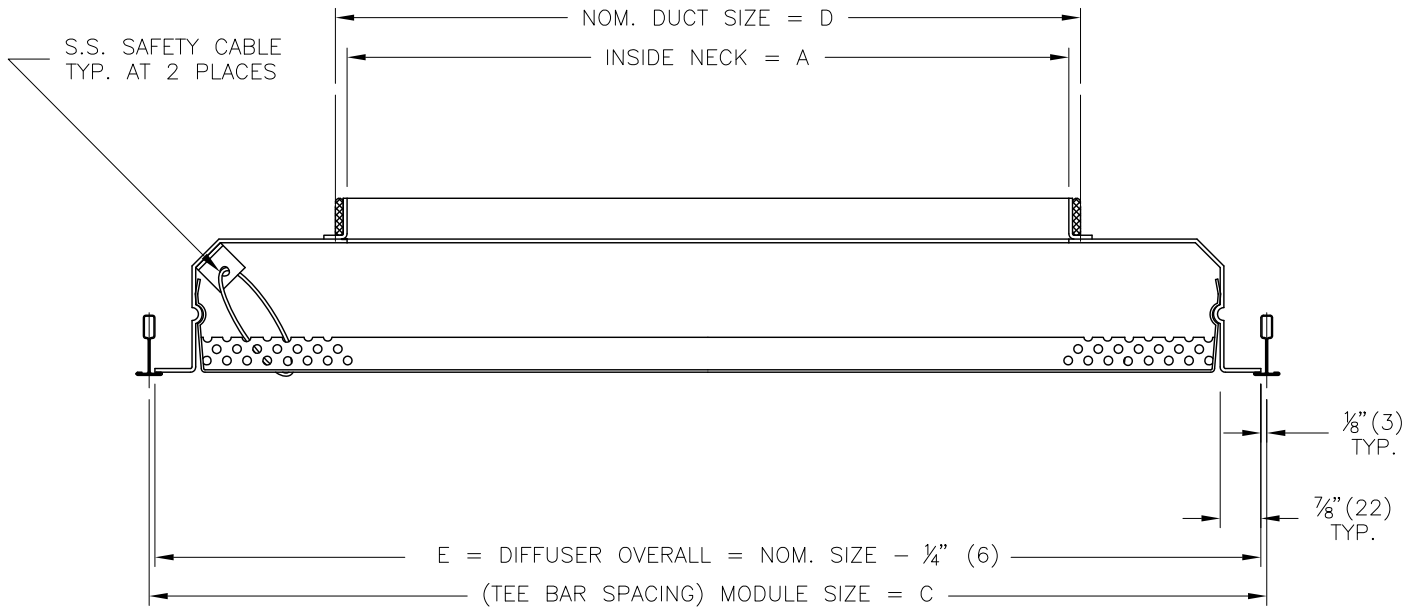 NOM. DUCT SIZE = D
S.S. SAFETY CABLE
TYP. AT 2 PLACES
INSIDE NECK = A
⅛" (3)
TYP.
⅞" (22)
TYP.
E = DIFFUSER OVERALL = NOM. SIZE - ¼" (6)
(TEE BAR SPACING) MODULE SIZE = C